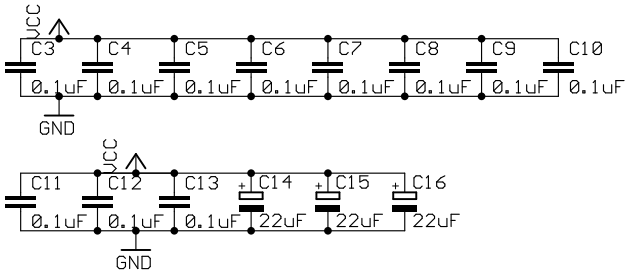 VCC
C3 C4 C5 C6 C7 C8 C9 C10
0.1uF 0.1uF 0.1uF 0.1uF 0.1uF 0.1uF 0.1uF 0.1uF
GND
VCC
C11 C12 C13 C14 C15 C16
+ + +
0.1uF 0.1uF 0.1uF 22uF 22uF 22uF
GND